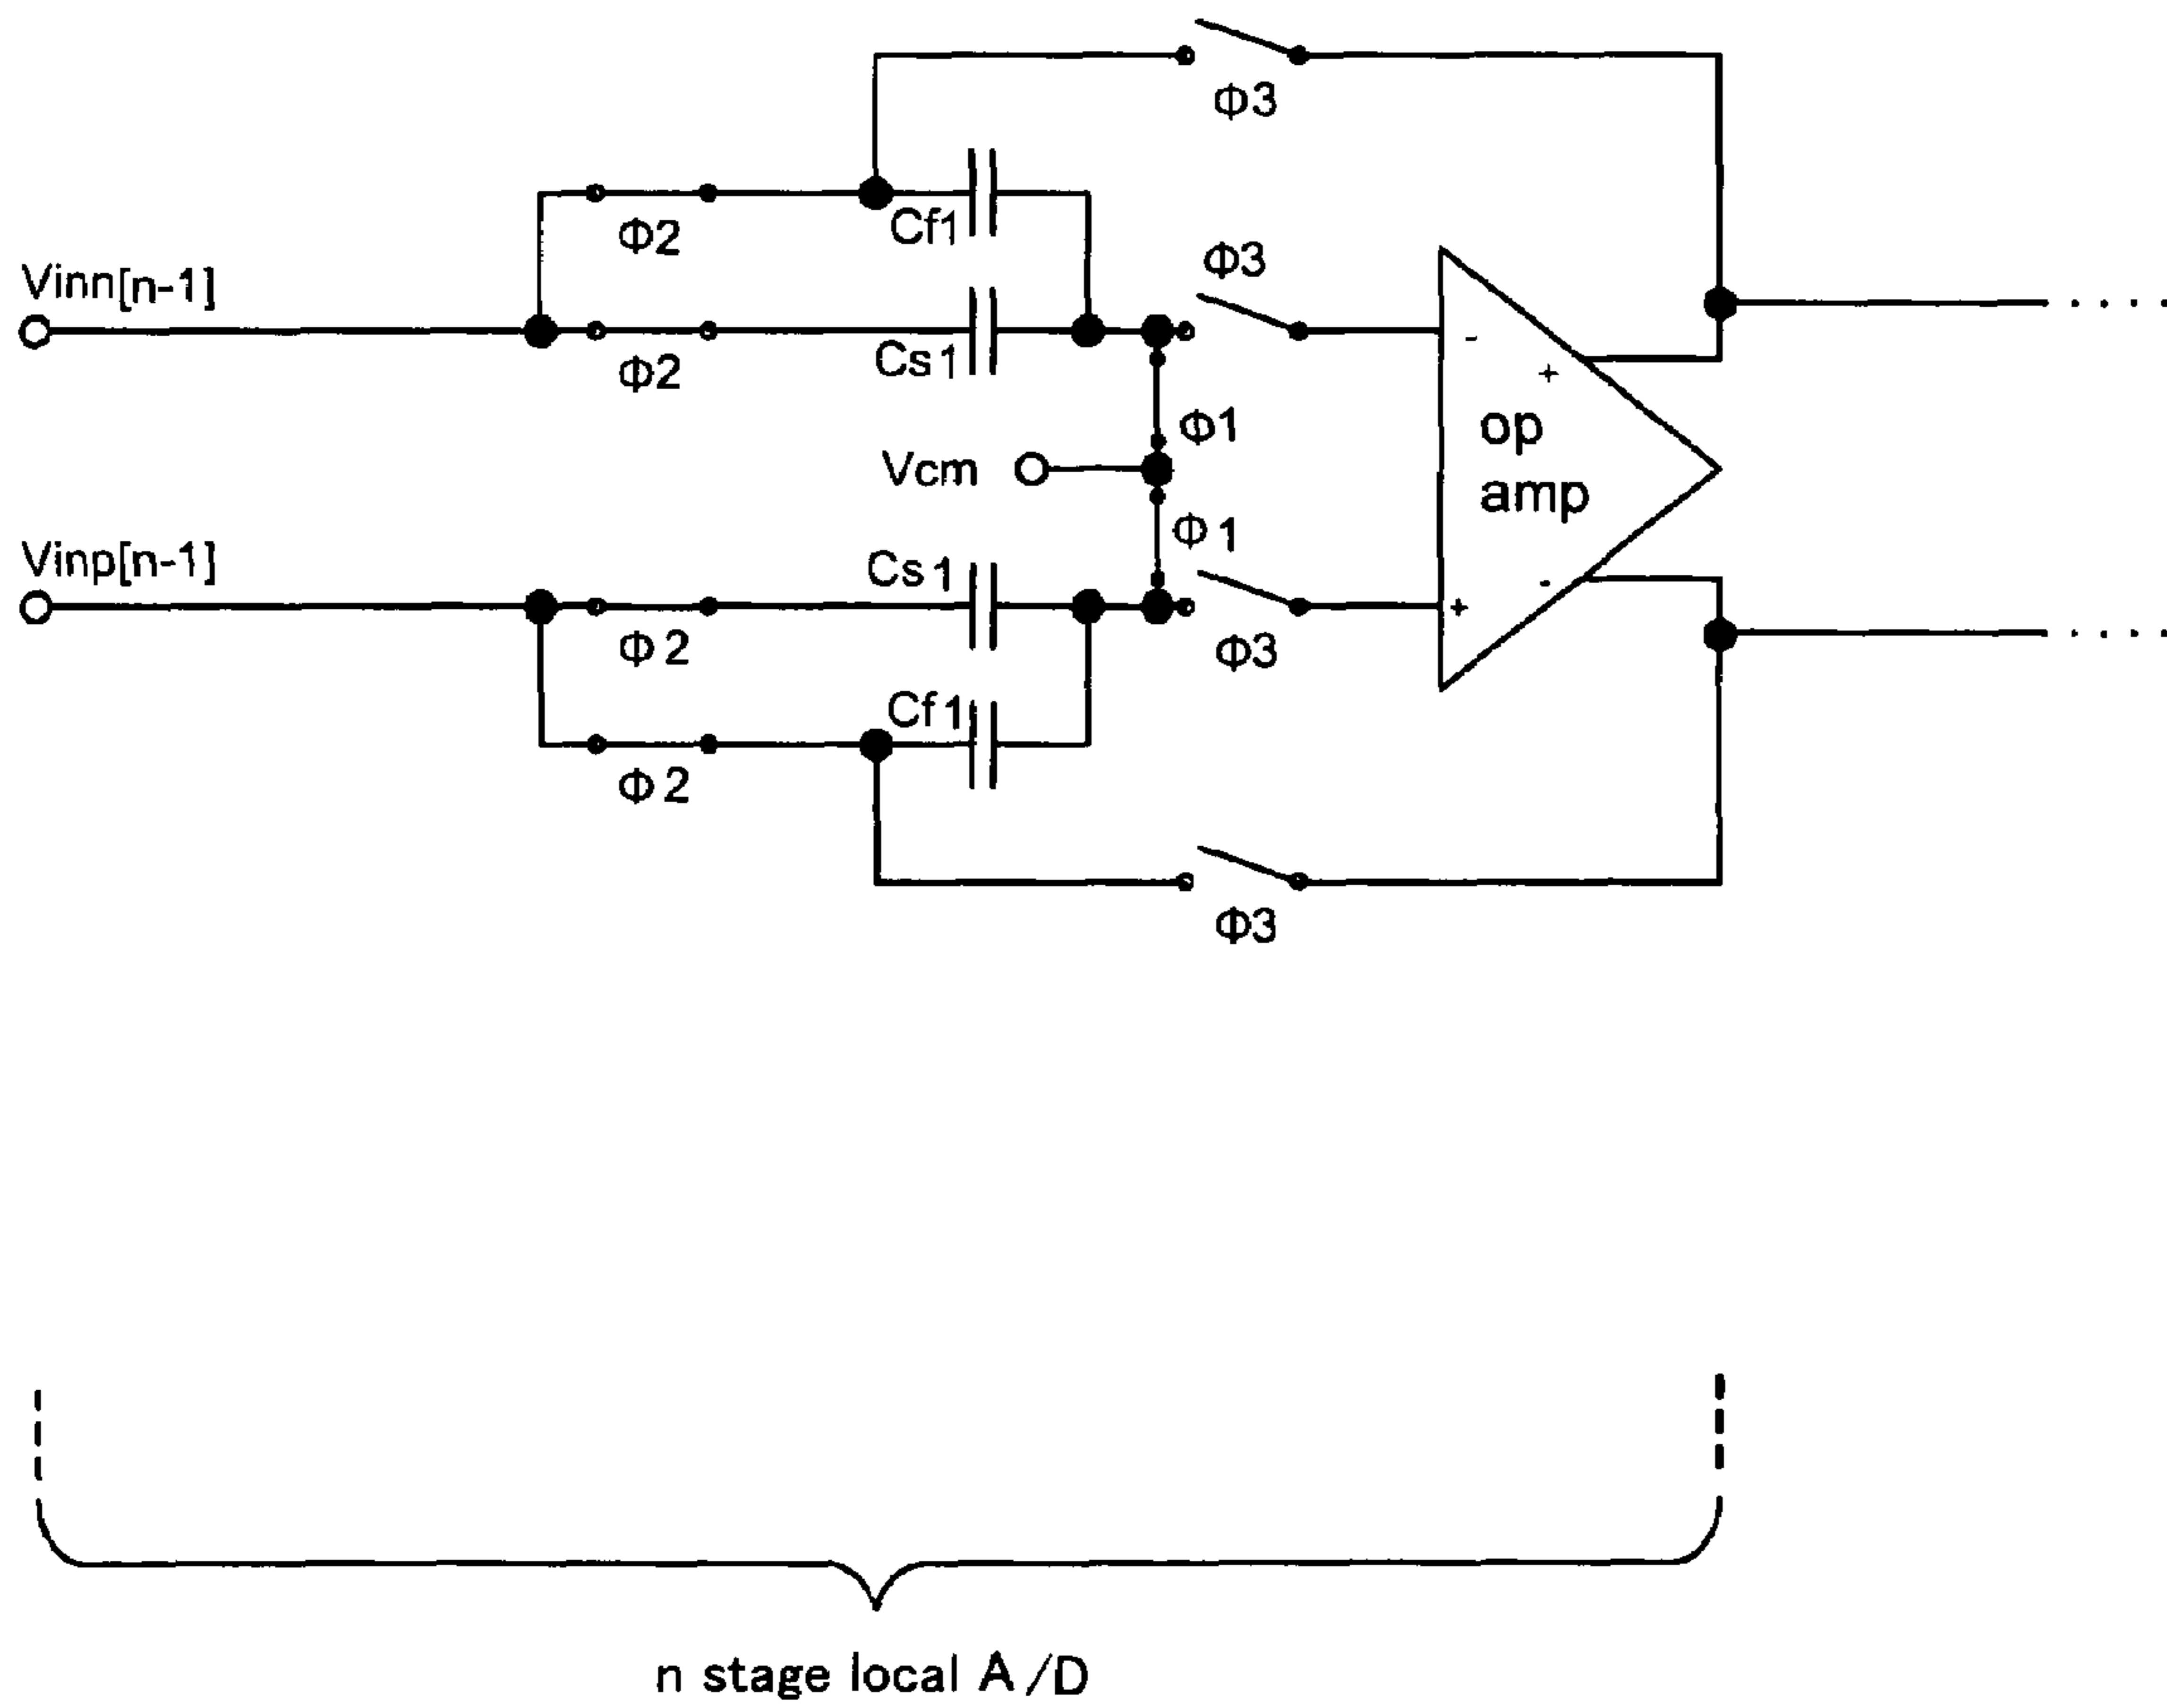 Φ3
Cf1
Φ2
Φ3
Vinn[n-1]
-
Cs1
Φ2
+
op
amp
Φ1
Vcm
Φ1
Vinp[n-1]
Cs1
-
+
Φ2
Φ3
Cf1
Φ2
Φ3
n stage local A/D